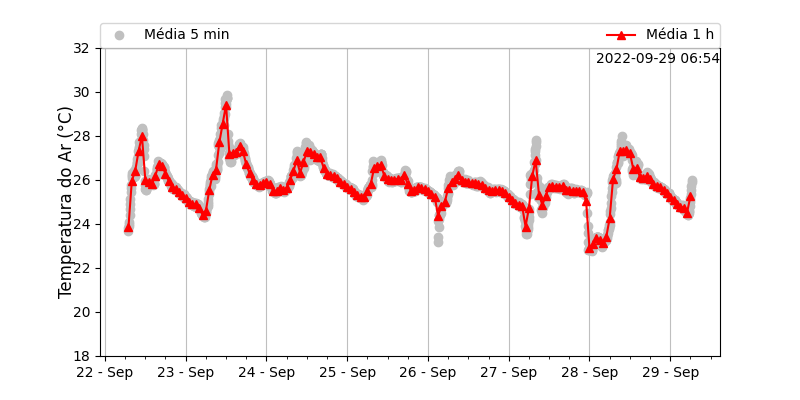 Média 5 min
Média 1 h
2022-09-29 06:54
Temperatura do Ar (°C)
32
30
28
26
24
22
20
18
22 - Sep
23 - Sep
24 - Sep
25 - Sep
26 - Sep
27 - Sep
28 - Sep
29 - Sep